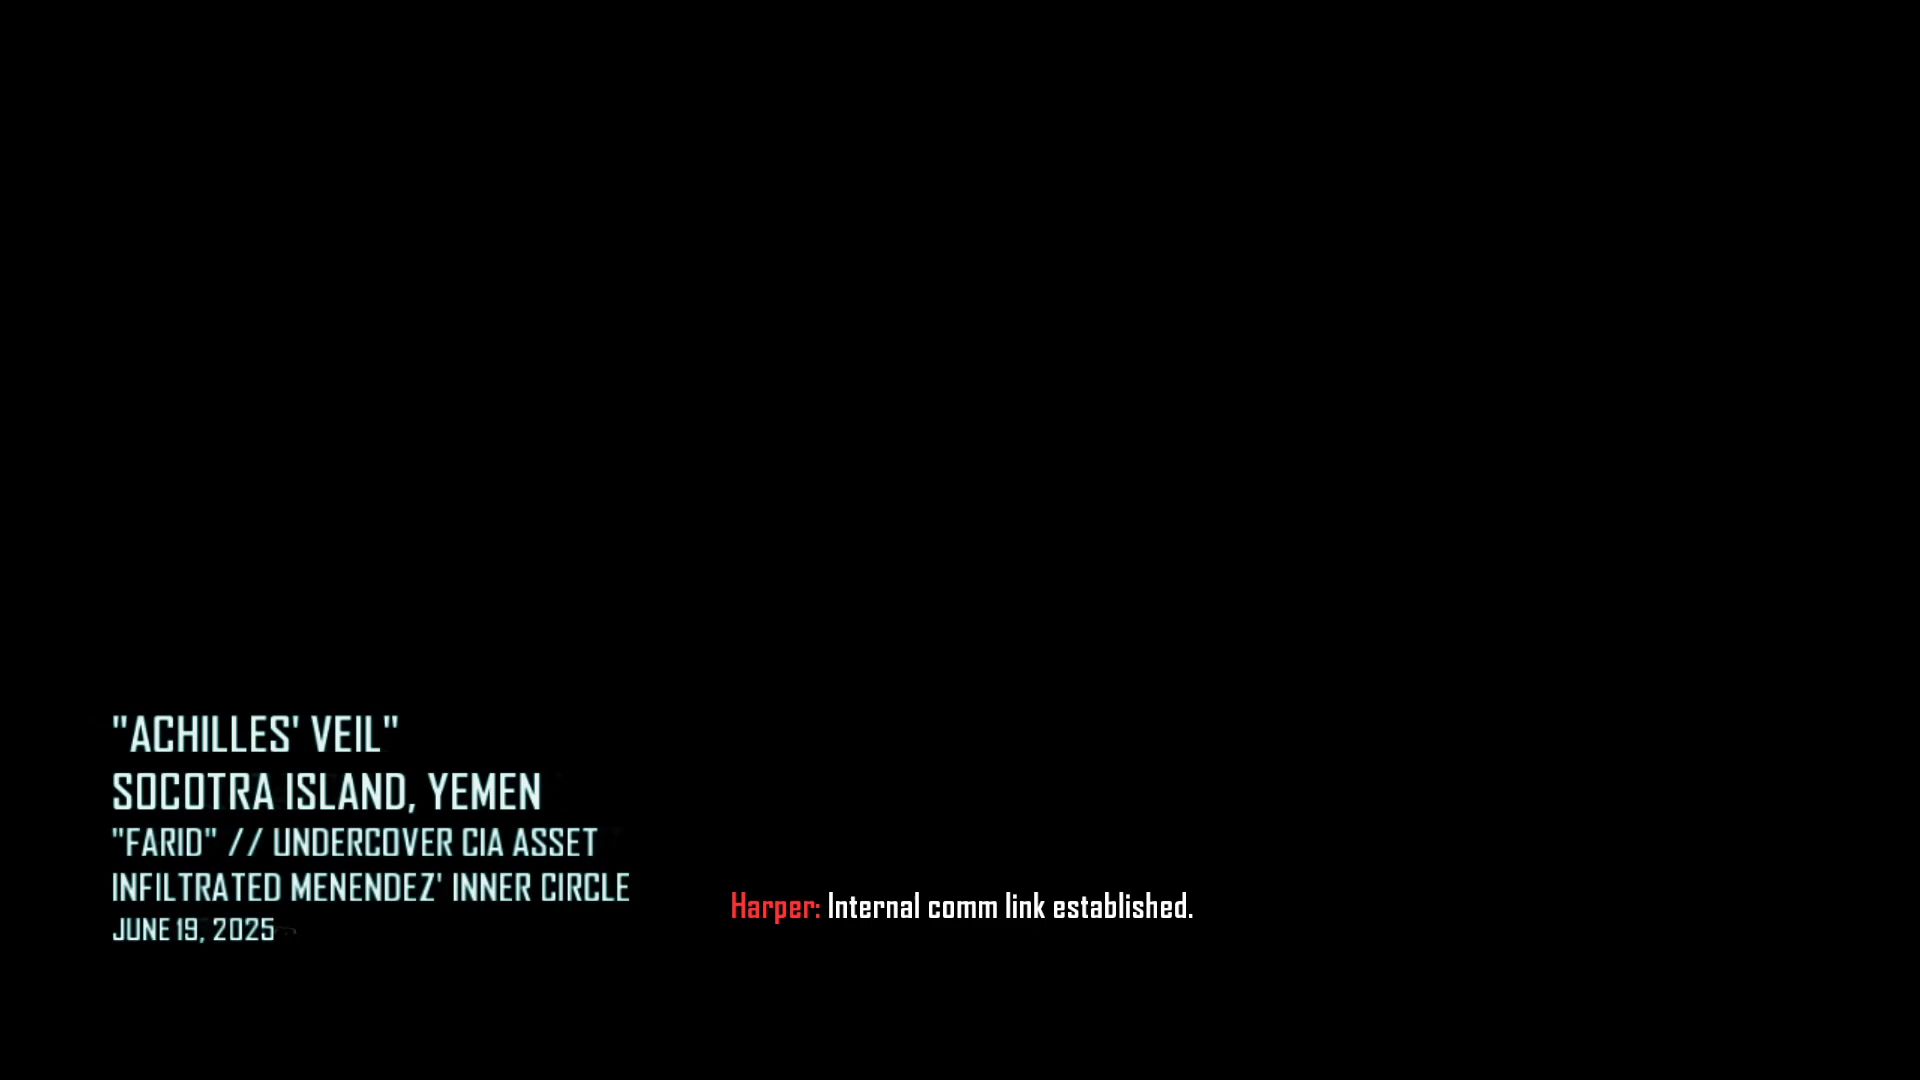 "ACHILLES' VEIL"
SOCOTRA ISLAND, YEMEN
"FARID" // UNDERCOVER CIA ASSET
INFILTRATED MENENDEZ' INNER CIRCLE
JUNE 19, 2025
Harper: Internal comm link established.